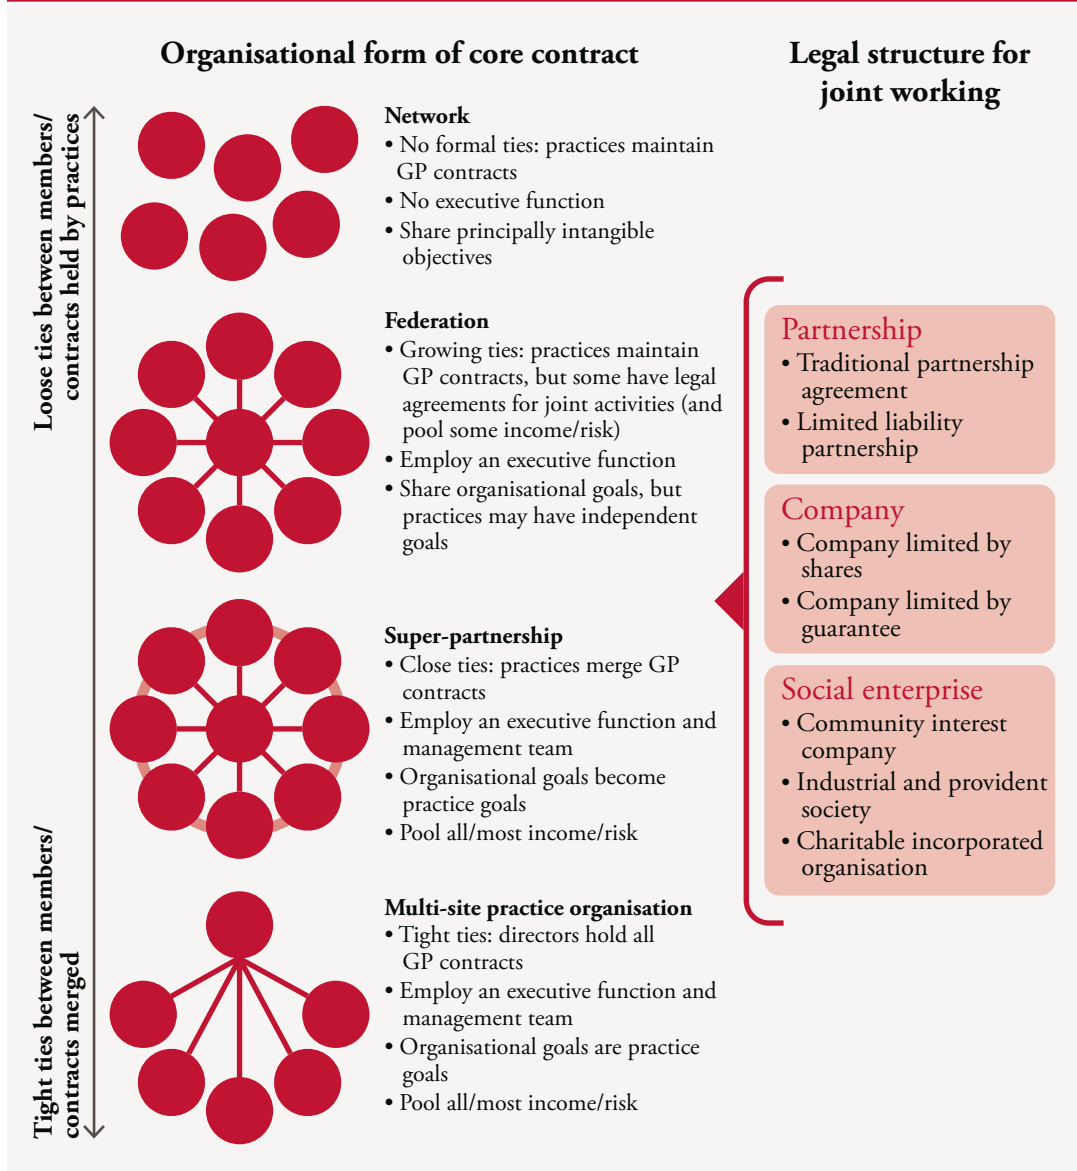 Organisational form of core contract
Legal structure for
joint working
Loose ties between members/
contracts held by practices
Network
• No formal ties: practices maintain
GP contracts
• No executive function
• Share principally intangible
objectives
Federation
• Growing ties: practices maintain
GP contracts, but some have legal
agreements for joint activities (and
pool some income/risk)
• Employ an executive function
• Share organisational goals, but
practices may have independent
goals
Super-partnership
• Close ties: practices merge GP
contracts
• Employ an executive function and
management team
• Organisational goals become
practice goals
• Pool all/most income/risk
Tight ties between members/
contracts merged
Multi-site practice organisation
• Tight ties: directors hold all
GP contracts
• Employ an executive function and
management team
• Organisational goals are practice
goals
• Pool all/most income/risk
Partnership
• Traditional partnership
agreement
• Limited liability
partnership
Company
• Company limited by
shares
• Company limited by
guarantee
Social enterprise
• Community interest
company
• Industrial and provident
society
• Charitable incorporated
organisation